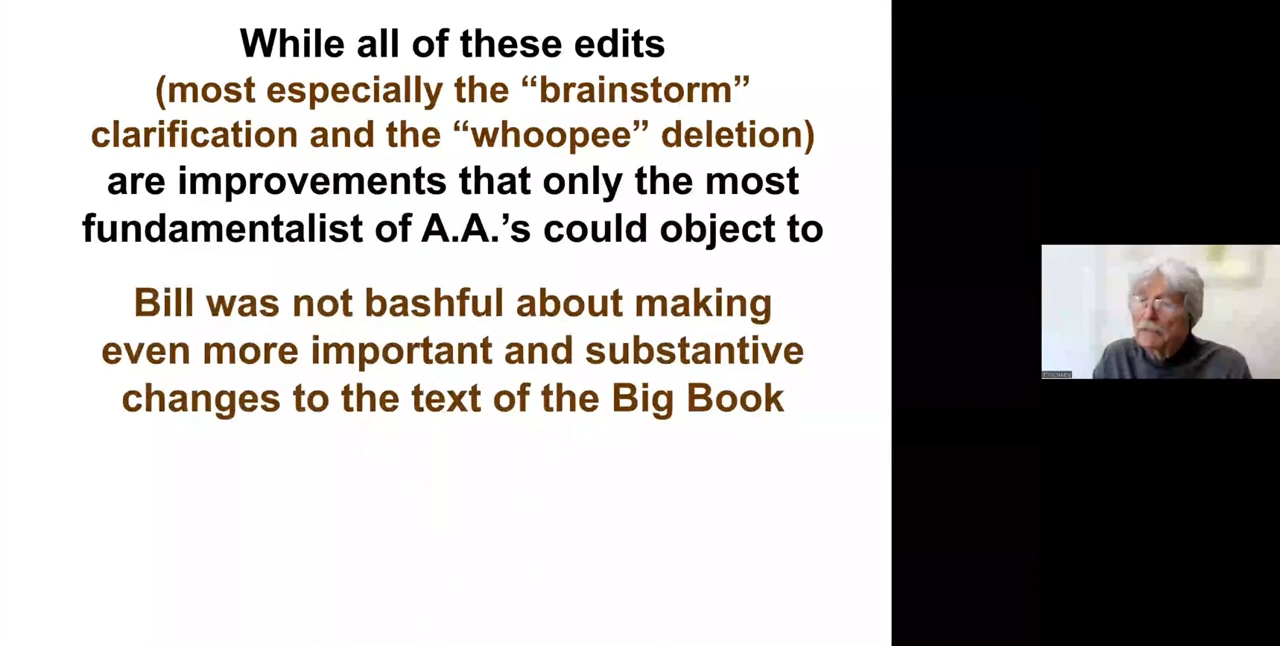 While all of these edits
(most especially the “brainstorm”
clarification and the “whoopee” deletion)
are improvements that only the most
fundamentalist of A.A.’s could object to
Bill was not bashful about making
even more important and substantive
changes to the text of the Big Book